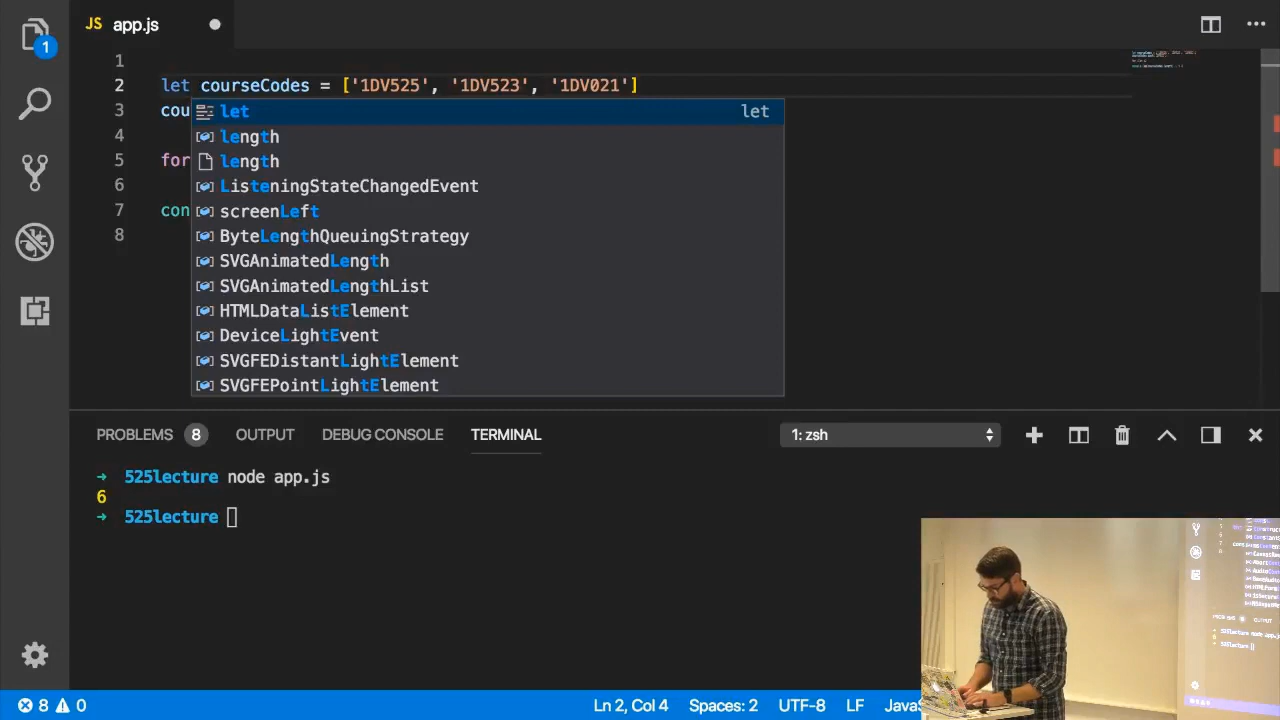 1
JS app.js
1
2 let courseCodes = ['1DV525', '1DV523', '1DV021']
3 cou
4
5 for
6
7 con
8
let let
length
length
ListeningStateChangedEvent
screenLeft
ByteLengthQueuingStrategy
SVGAnimatedLength
SVGAnimatedLengthList
HTMLDataListElement
DeviceLightEvent
SVGFEDistantLightElement
SVGFEPointLightElement
PROBLEMS 8 OUTPUT DEBUG CONSOLE TERMINAL 1: zsh
→ 525lecture node app.js
6
→ 525lecture
8 0 Ln 2, Col 4 Spaces: 2 UTF-8 LF Javas